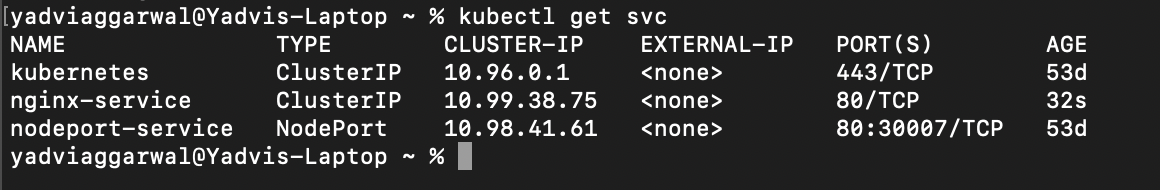 [yadviaggarwal@Yadvis-Laptop ~ % kubectl get svc
NAME TYPE CLUSTER-IP EXTERNAL-IP PORT(S) AGE
kubernetes ClusterIP 10.96.0.1 <none> 443/TCP 53d
nginx-service ClusterIP 10.99.38.75 <none> 80/TCP 32s
nodeport-service NodePort 10.98.41.61 <none> 80:30007/TCP 53d
yadviaggarwal@Yadvis-Laptop ~ %